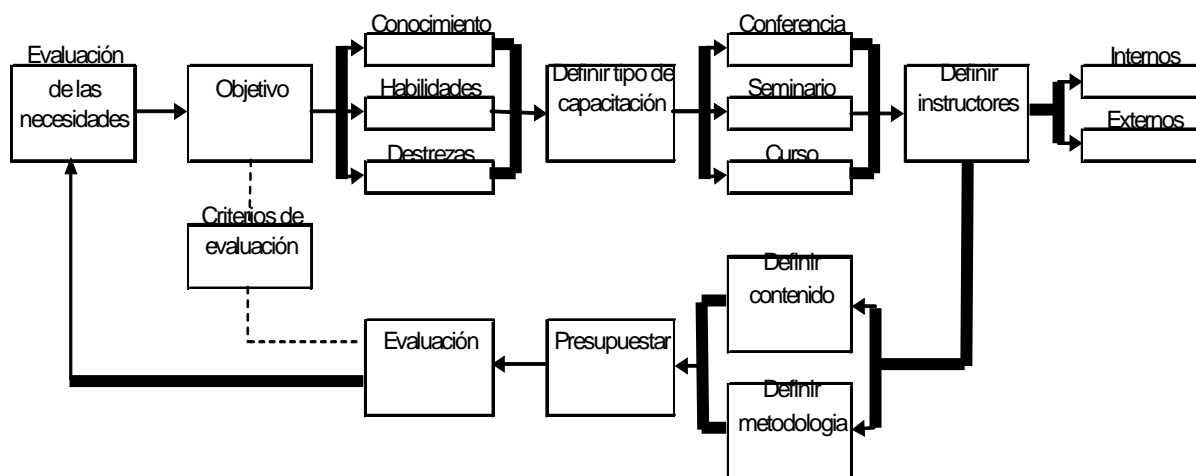 Evaluación
de las
necesidades
Objetivo
Conocimiento
Habilidades
Destrezas
Definir tipo de
capacitación
Conferencia
Seminario
Curso
Definir
instructores
Internos
Externos
Criterios de
evaluación
Definir
contenido
Definir
metodologia
Presupuestar
Evaluación